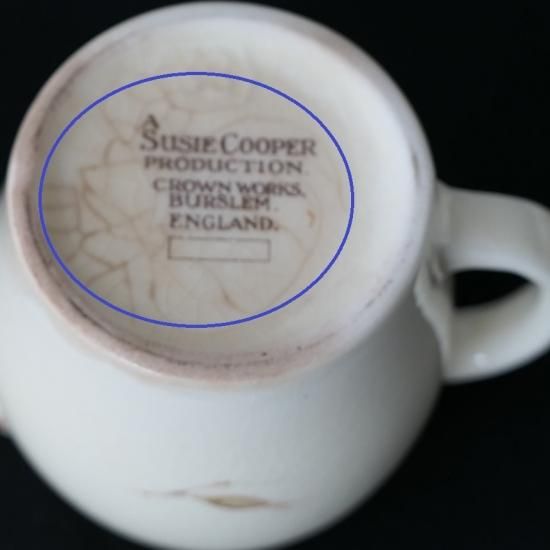 A
SUSIE COOPER
PRODUCTION.
CROWN WORKS,
BURSLEM.
ENGLAND.